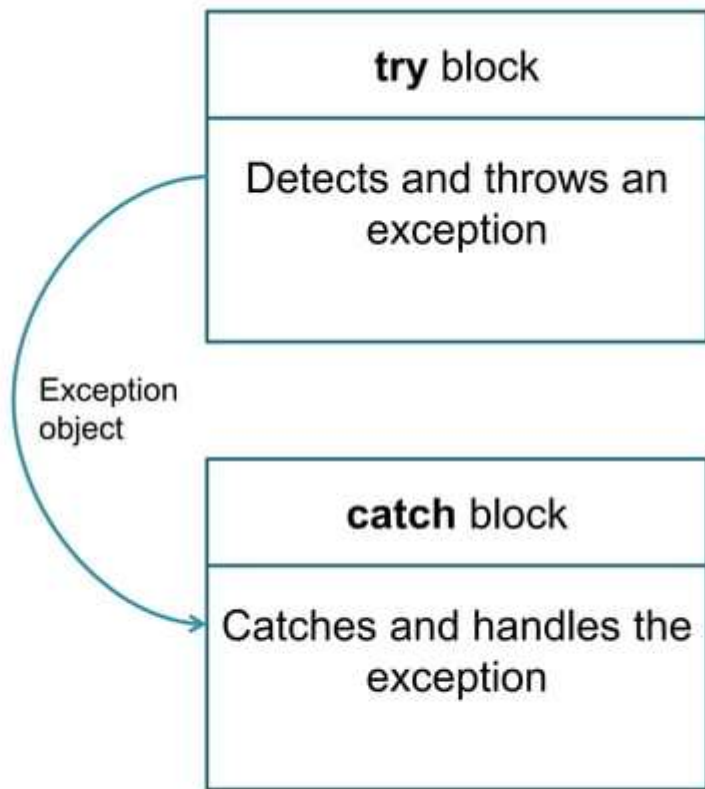 try block
Detects and throws an
exception
Exception
object
catch block
Catches and handles the
exception